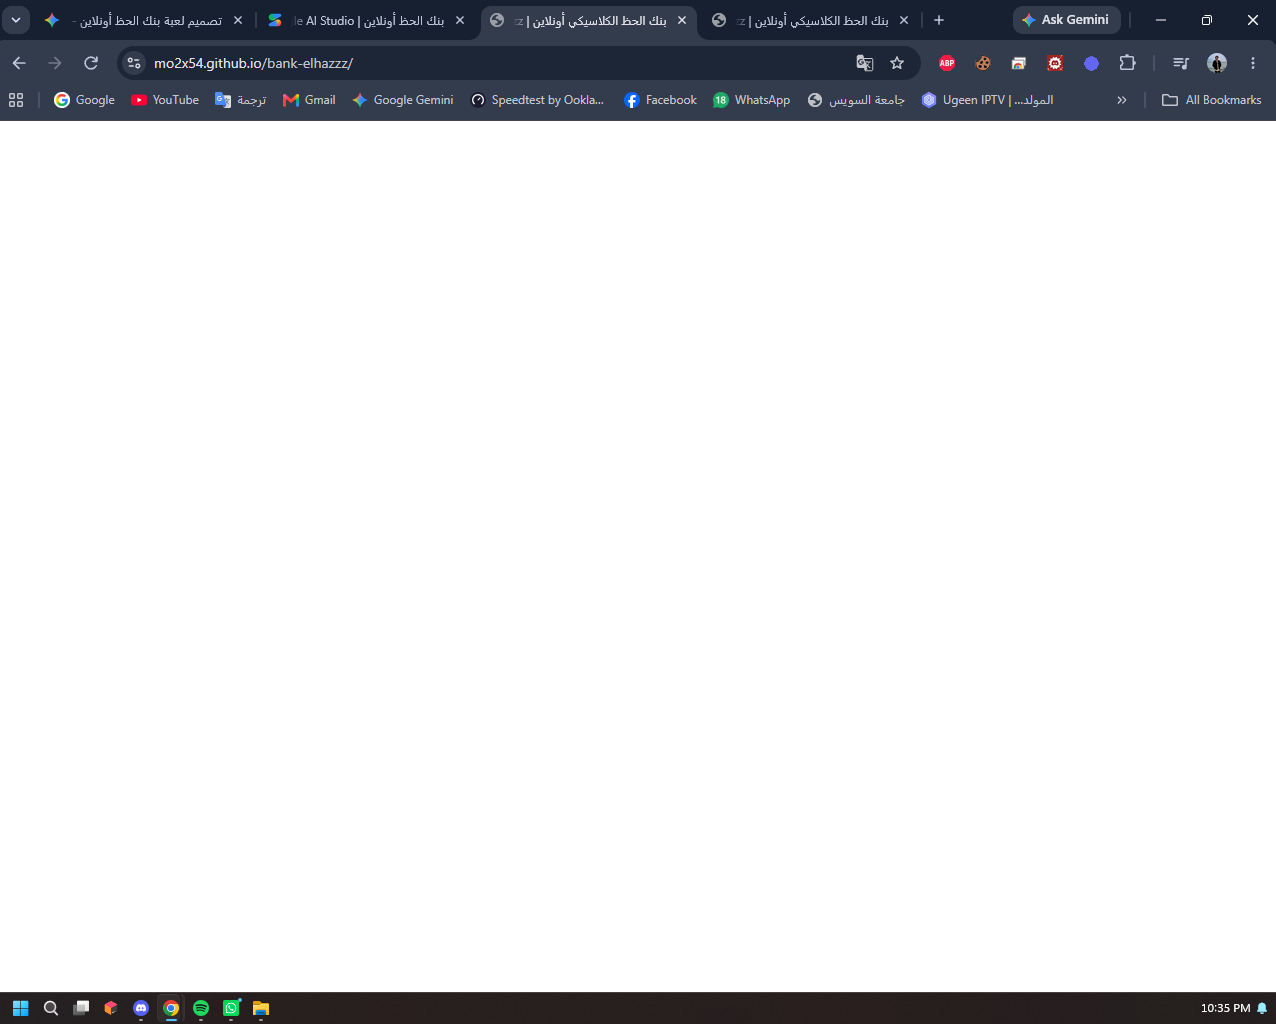 تصميم لعبة بنك الحظ أونلاين -
بنك الحظ أونلاين | le AI Studio
بنك الحظ الكلاسيكي أونلاين |
بنك الحظ الكلاسيكي أونلاين | zz
Ask Gemini
mo2x54.github.io/bank-elhazzz/
ABP
Google
YouTube
ترجمة
Gmail
Google Gemini
Speedtest by Ookla...
Facebook
18
WhatsApp
جامعة السويس
Ugeen IPTV | المولد...
All Bookmarks
10:35 PM